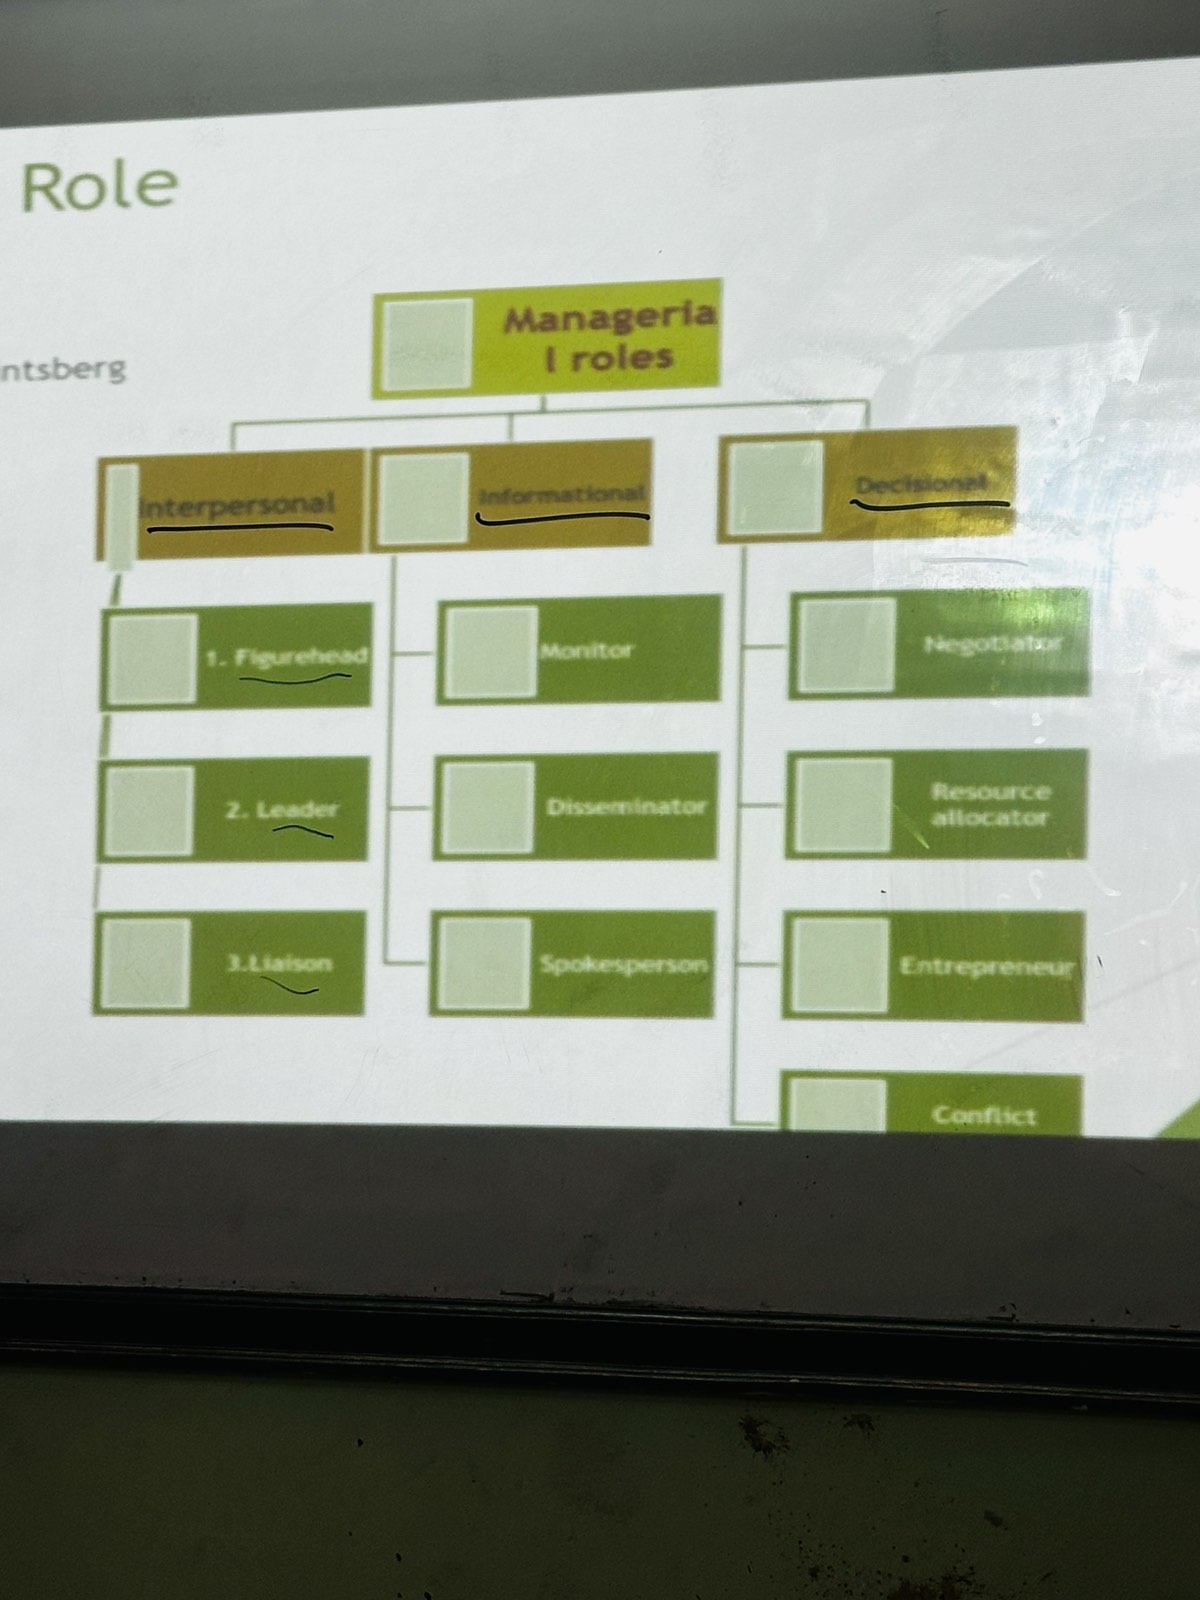 Role
ntsberg
Manageria
l roles
Interpersonal
Informational
Decisional
1. Figurehead
Monitor
Negotiator
2. Leader
Disseminator
Resource
allocator
3.Liaison
Spokesperson
Entrepreneur
Conflict